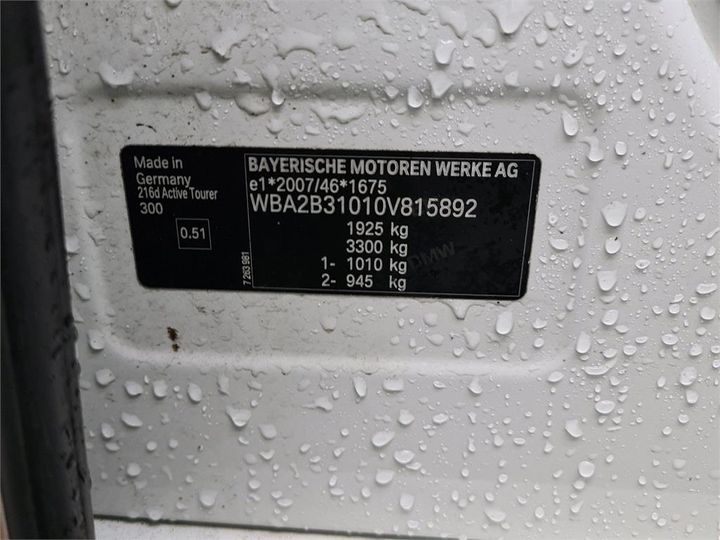 Made in
Germany
216d Active Tourer
300
0.51
7 263 981
BAYERISCHE MOTOREN WERKE AG
e1*2007/46*1675
WBA2B31010V815892
1925 kg
3300 kg
1- 1010 kg
2- 945 kg
BMW